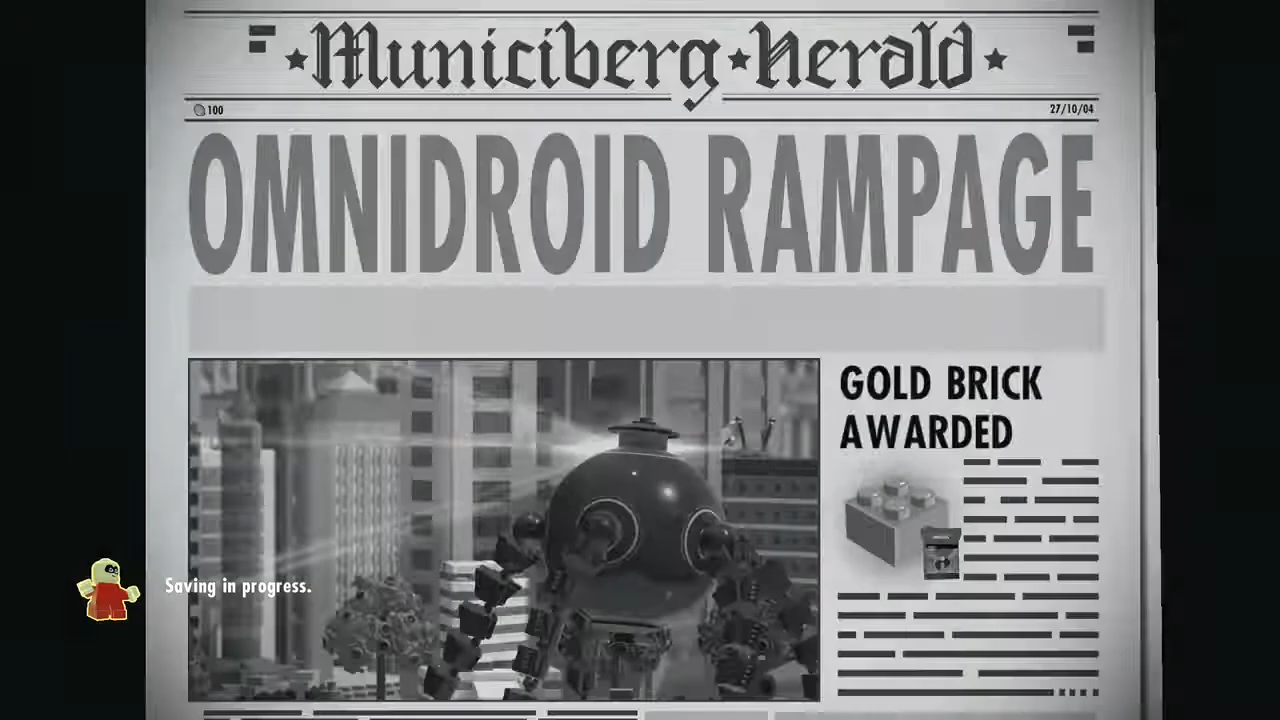 Municiberg Herald
100
27/10/04
OMNIDROID RAMPAGE
GOLD BRICK
AWARDED
Saving in progress.